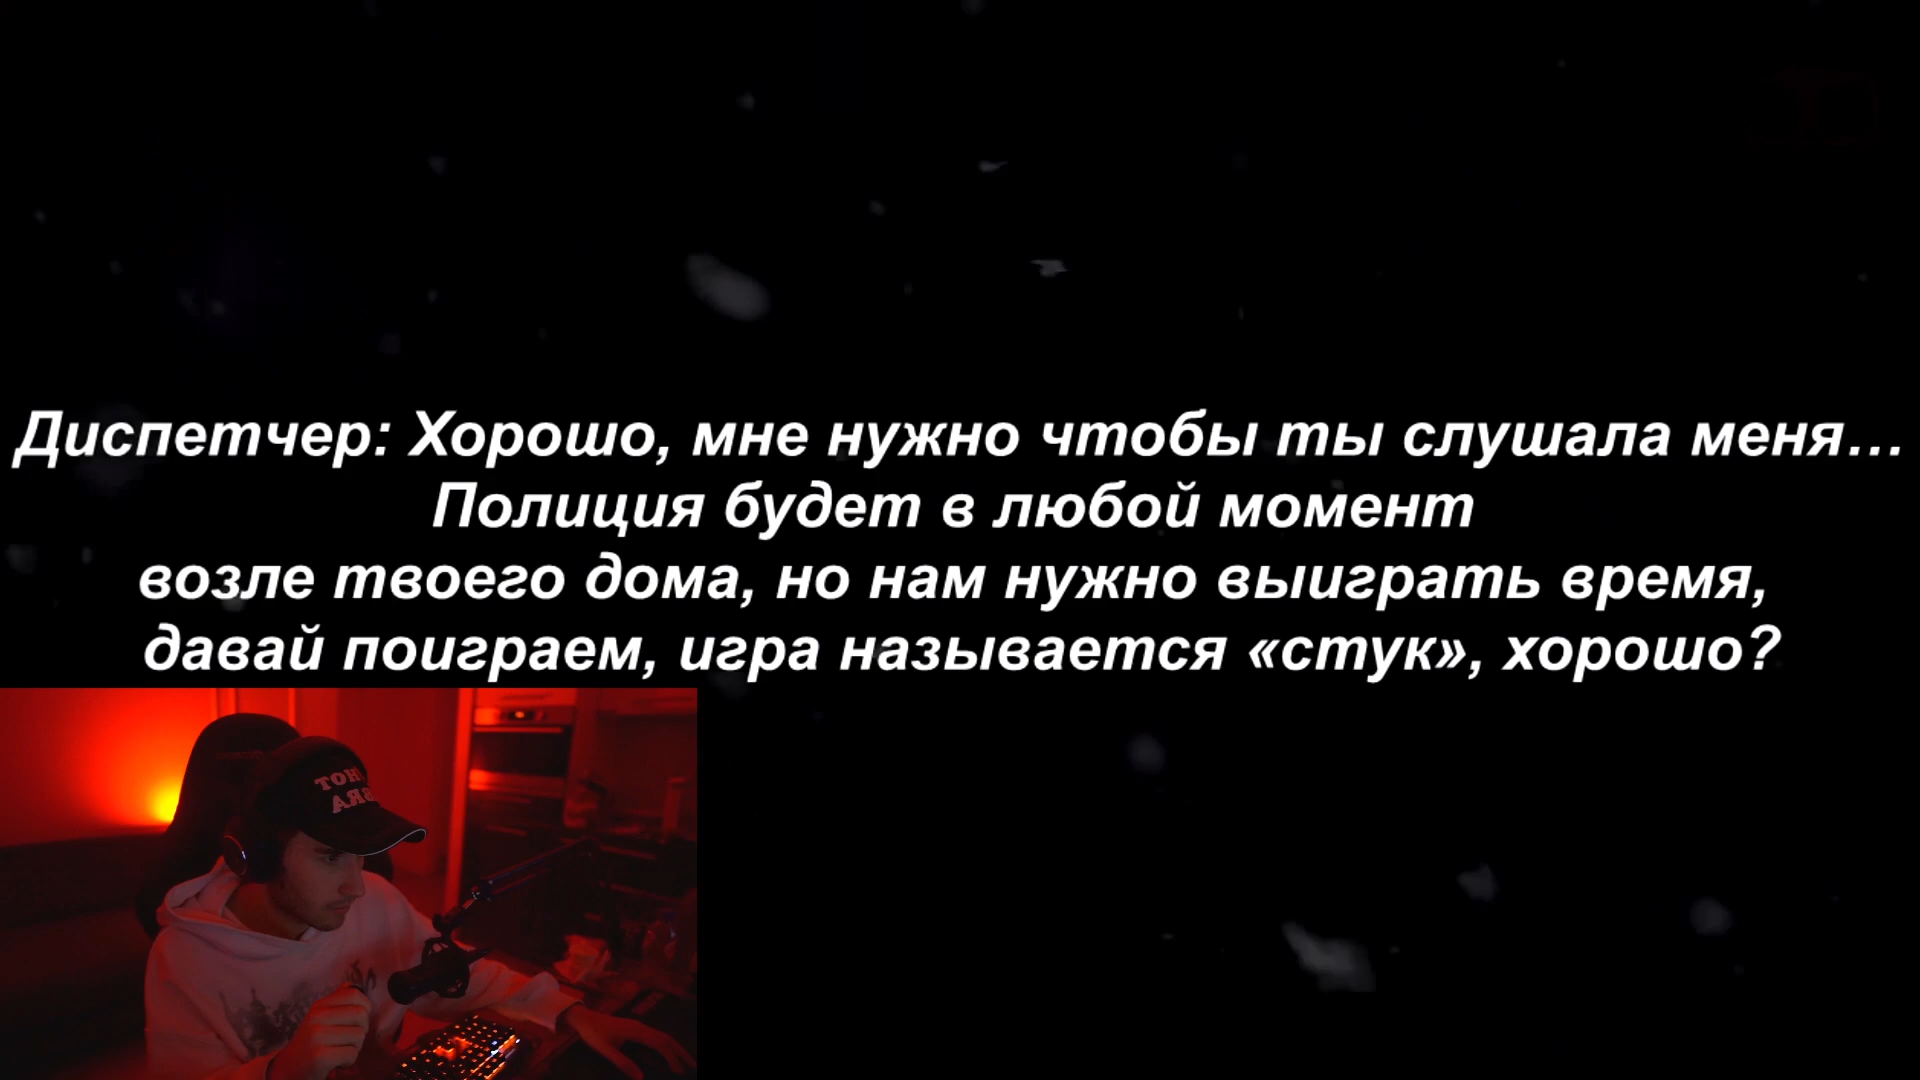 Диспетчер: Хорошо, мне нужно чтобы ты слушала меня...
Полиция будет в любой момент
возле твоего дома, но нам нужно выиграть время,
давай поиграем, игра называется «стук», хорошо?